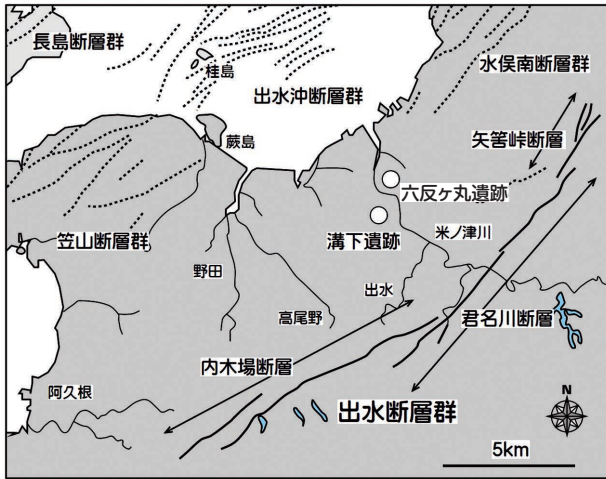 長島断層群
桂島
出水沖断層群
水俣南断層群
矢筈峠断層
蕨島
六反ヶ丸遺跡
溝下遺跡
米ノ津川
笠山断層群
野田
出水
高尾野
君名川断層
内木場断層
阿久根
出水断層群
N
5km